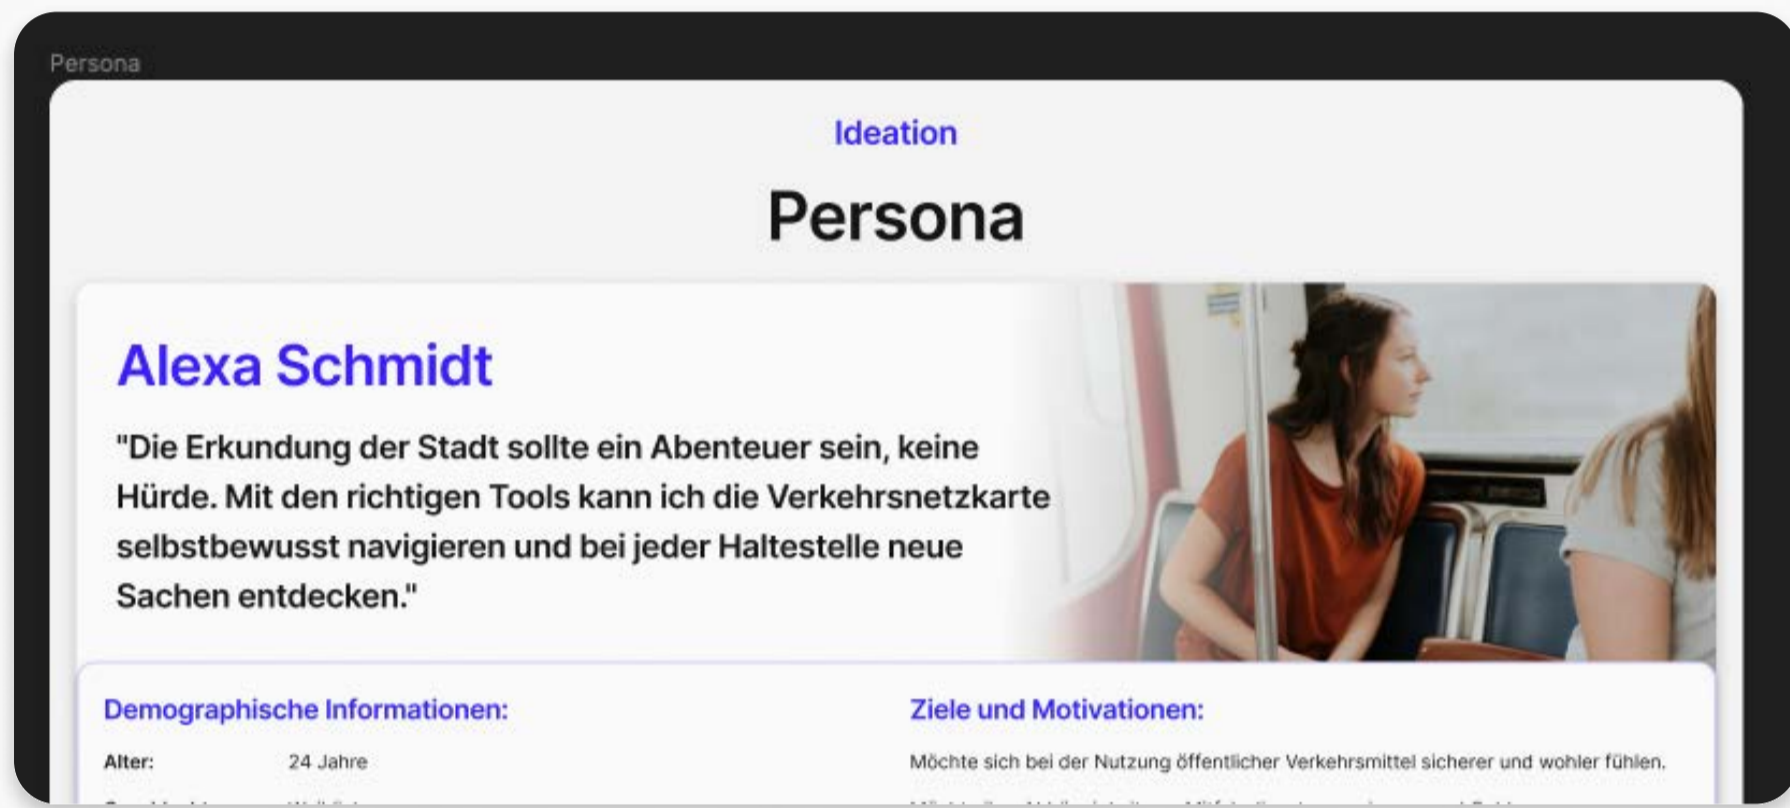 Persona
Ideation
Persona
Alexa Schmidt
"Die Erkundung der Stadt sollte ein Abenteuer sein, keine
Hürde. Mit den richtigen Tools kann ich die Verkehrsnetzkarte
selbstbewusst navigieren und bei jeder Haltestelle neue
Sachen entdecken."
Demographische Informationen:
Alter: 24 Jahre
Ziele und Motivationen:
Möchte sich bei der Nutzung öffentlicher Verkehrsmittel sicherer und wohler fühlen.